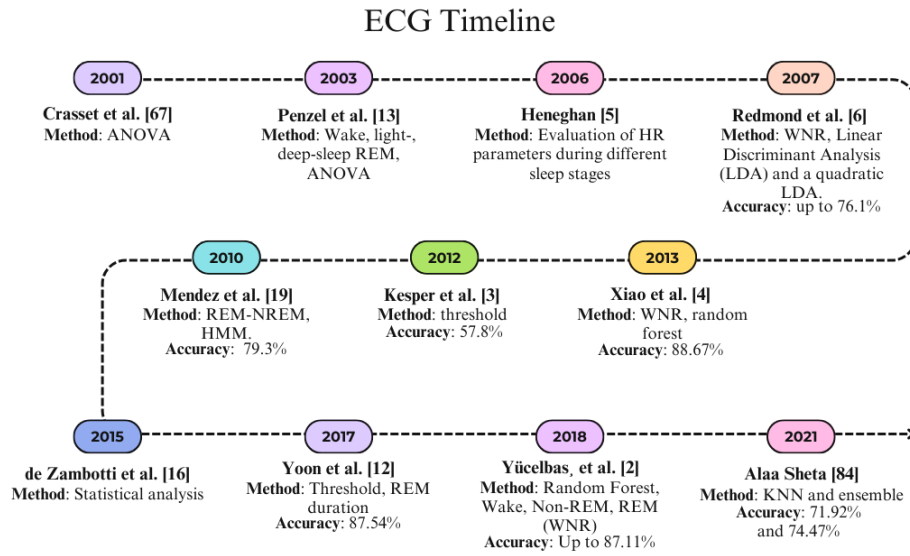 ECG Timeline
2001
Crasset et al. [67]
Method: ANOVA
2003
Penzel et al. [13]
Method: Wake, light-,
deep-sleep REM,
ANOVA
2006
Heneghan [5]
Method: Evaluation of HR
parameters during different
sleep stages
2007
Redmond et al. [6]
Method: WNR, Linear
Discriminant Analysis
(LDA) and a quadratic
LDA.
Accuracy: up to 76.1%
2010
Mendez et al. [19]
Method: REM-NREM,
HMM.
Accuracy: 79.3%
2012
Kesper et al. [3]
Method: threshold
57.8%
2013
Xiao et al. [4]
Method: WNR, random
forest
Accuracy: 88.67%
2015
de Zambotti et al. [16]
Method: Statistical analysis
2017
Yoon et al. [12]
Method: Threshold, REM
duration
Accuracy: 87.54%
2018
Yücelbaş, et al. [2]
Method: Random Forest,
Wake, Non-REM, REM
(WNR)
Accuracy: Up to 87.11%
2021
Alaa Sheta [84]
Method: KNN and ensemble
Accuracy: 71.92%
and 74.47%